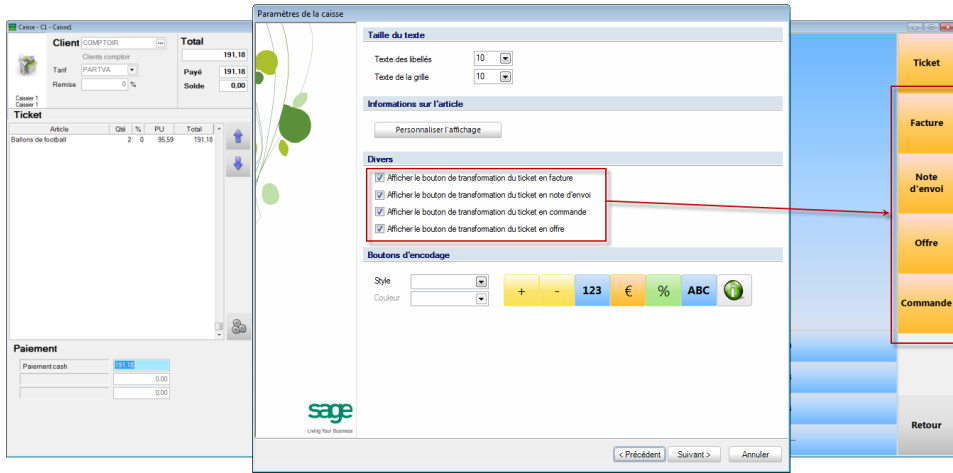 Caisse - C1 - Caisse1
Client COMPTOIR ...
Clients comptoir
Tarif PARTVA
Remise 0 %
Caissier 1
Caissier 1
Total
191,18
Payé 191,18
Solde 0,00
Ticket
Article Qté % PU Total
Ballons de football 2 0 95,59 191,18
Paiement
Paiement cash 191,18
0,00
0,00
Paramètres de la caisse
Taille du texte
Texte des libellés 10
Texte de la grille 10
Informations sur l'article
Personnaliser l'affichage
Divers
Afficher le bouton de transformation du ticket en facture
Afficher le bouton de transformation du ticket en note d'envoi
Afficher le bouton de transformation du ticket en commande
Afficher le bouton de transformation du ticket en offre
Boutons d'encodage
Style
Couleur
+ - 123 € % ABC
sage
Living Your Business
< Précédent Suivant > Annuler
Ticket
Facture
Note
d'envoi
Offre
Commande
Retour